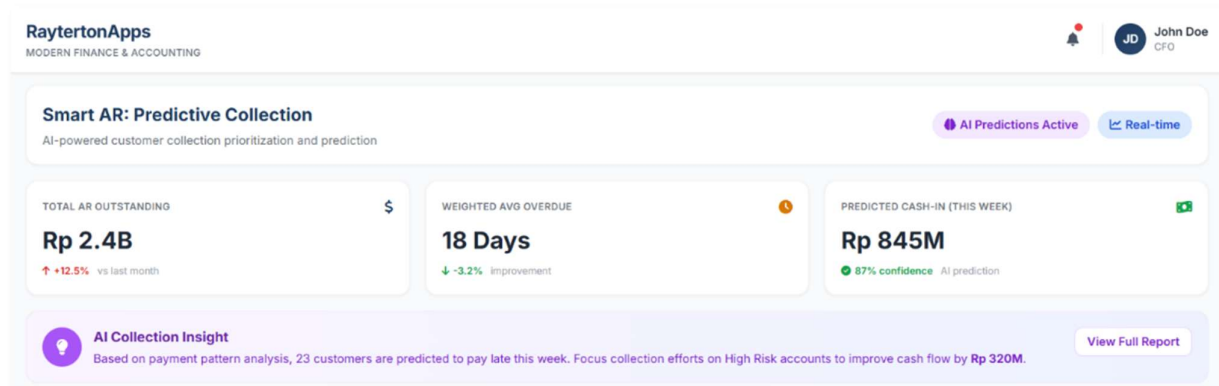 RaytertonApps
MODERN FINANCE & ACCOUNTING
JD
John Doe
CFO
Smart AR: Predictive Collection
AI-powered customer collection prioritization and prediction
AI Predictions Active
Real-time
TOTAL AR OUTSTANDING
$
Rp 2.4B
+12.5% vs last month
WEIGHTED AVG OVERDUE
18 Days
-3.2% improvement
PREDICTED CASH-IN (THIS WEEK)
Rp 845M
87% confidence AI prediction
AI Collection Insight
Based on payment pattern analysis, 23 customers are predicted to pay late this week. Focus collection efforts on High Risk accounts to improve cash flow by Rp 320M.
View Full Report